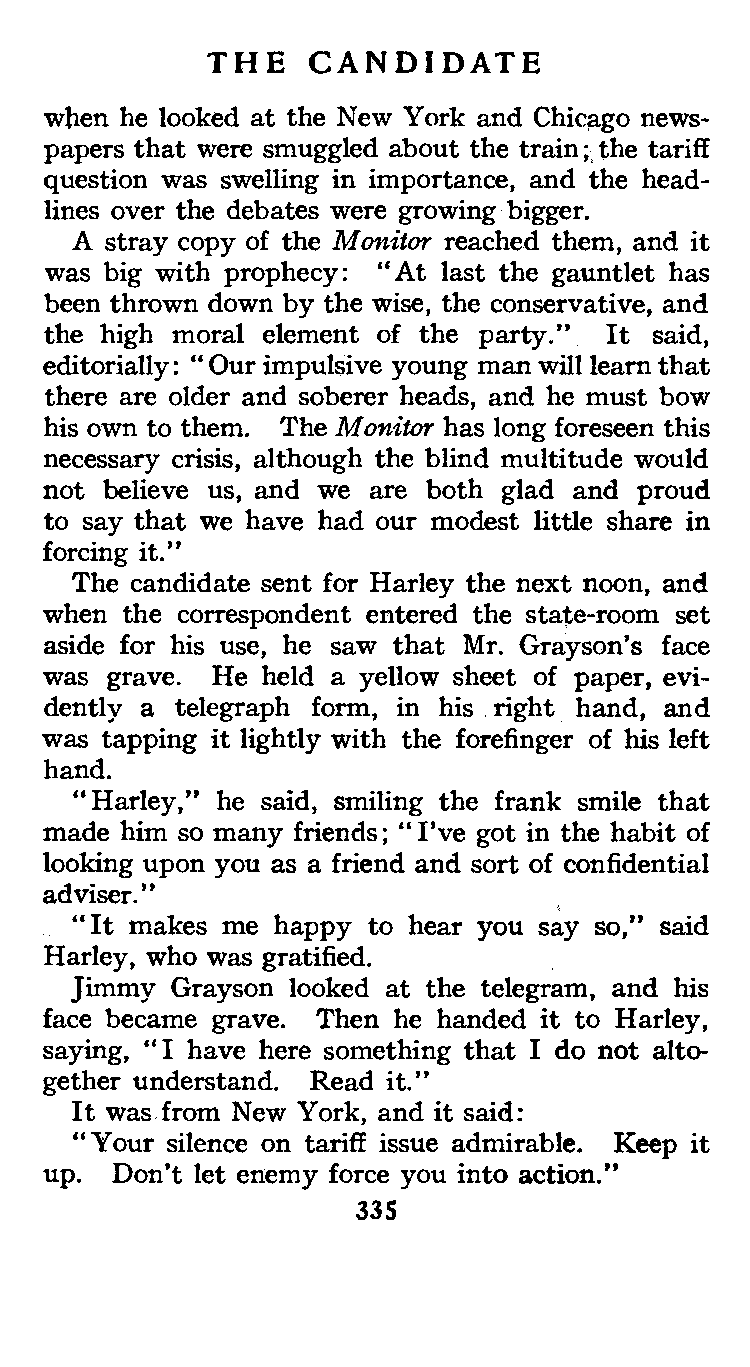 THE CANDIDATE
when he looked at the New York and Chicago news-
papers that were smuggled about the train; the tariff
question was swelling in importance, and the head-
lines over the debates were growing bigger.
A stray copy of the Monitor reached them, and it
was big with prophecy: "At last the gauntlet has
been thrown down by the wise, the conservative, and
the high moral element of the party." It said,
editorially: "Our impulsive young man will learn that
there are older and soberer heads, and he must bow
his own to them. The Monitor has long foreseen this
necessary crisis, although the blind multitude would
not believe us, and we are both glad and proud
to say that we have had our modest little share in
forcing it."
The candidate sent for Harley the next noon, and
when the correspondent entered the state-room set
aside for his use, he saw that Mr. Grayson's face
was grave. He held a yellow sheet of paper, evi-
dently a telegraph form, in his right hand, and
was tapping it lightly with the forefinger of his left
hand.
"Harley," he said, smiling the frank smile that
made him so many friends; "I've got in the habit of
looking upon you as a friend and sort of confidential
adviser."
"It makes me happy to hear you say so," said
Harley, who was gratified.
Jimmy Grayson looked at the telegram, and his
face became grave. Then he handed it to Harley,
saying, "I have here something that I do not alto-
gether understand. Read it."
It was from New York, and it said:
"Your silence on tariff issue admirable. Keep it
up. Don't let enemy force you into action."
335